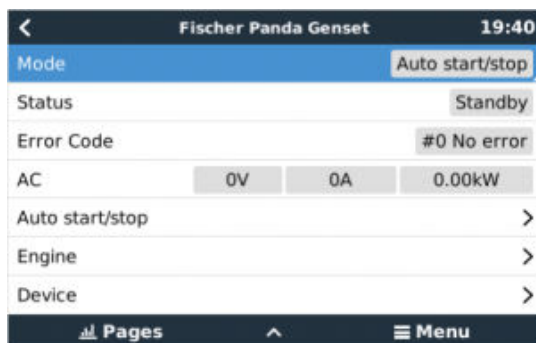 Fischer Panda Genset 19:40
Mode Auto start/stop
Status Standby
Error Code #0 No error
AC 0V 0A 0.00kW
Auto start/stop
Engine
Device
Pages Menu